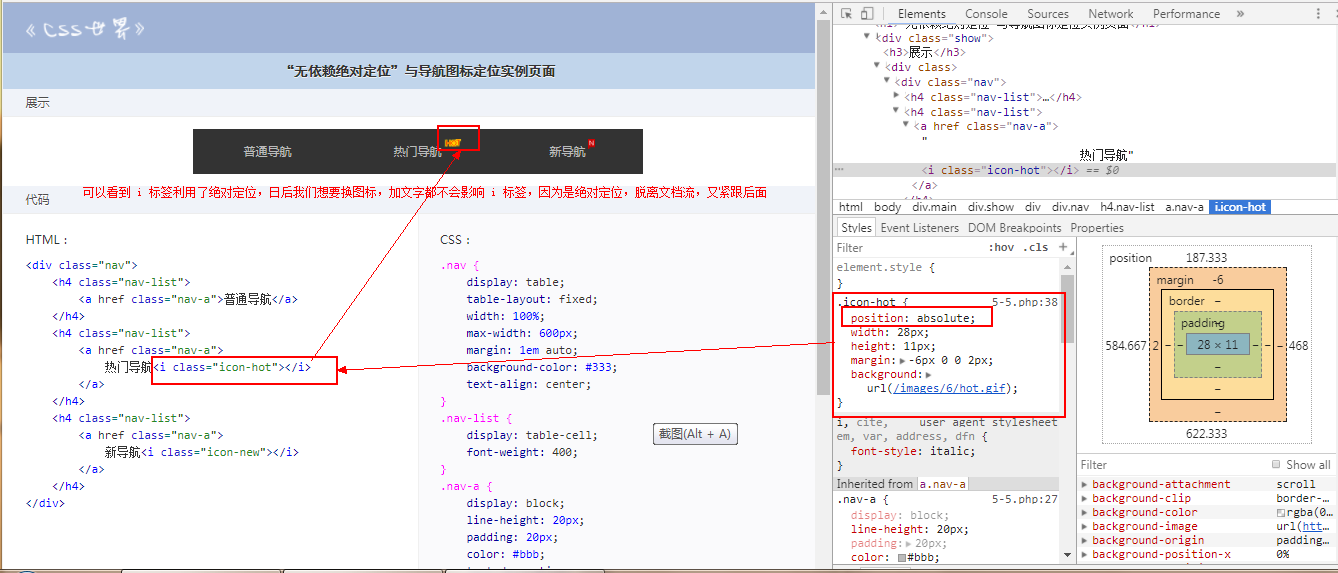 《CSS世界》
“无依赖绝对定位”与导航图标定位实例页面
展示
普通导航
热门导航
HOT
新导航
N
代码
可以看到 i 标签利用了绝对定位，日后我们想要换图标，加文字都不会影响 i 标签，因为是绝对定位，脱离文档流，又紧跟后面
HTML：
<div class="nav">
<h4 class="nav-list">
<a href class="nav-a">普通导航</a>
</h4>
<h4 class="nav-list">
<a href class="nav-a">
热门导航<i class="icon-hot"></i>
</a>
</h4>
<h4 class="nav-list">
<a href class="nav-a">
新导航<i class="icon-new"></i>
</a>
</h4>
</div>
CSS：
.nav {
display: table;
table-layout: fixed;
width: 100%;
max-width: 600px;
margin: 1em auto;
background-color: #333;
text-align: center;
}
.nav-list {
display: table-cell;
font-weight: 400;
}
.nav-a {
display: block;
line-height: 20px;
padding: 20px;
color: #bbb;
截图(Alt + A)
Elements Console Sources Network Performance »
<div class="show">
<h3>展示</h3>
<div class>
<div class="nav">
<h4 class="nav-list">…</h4>
<h4 class="nav-list">
<a href class="nav-a">
"
热门导航"
… <i class="icon-hot"></i> == $0
</a>
html body div.main div.show div div.nav h4.nav-list a.nav-a i.icon-hot
Styles Event Listeners DOM Breakpoints Properties
Filter :hov .cls +
element.style {
}
.icon-hot { 5-5.php:38
position: absolute;
width: 28px;
height: 11px;
margin: -6px 0 0 2px;
background:
url(/images/6/hot.gif);
}
i, cite, user agent stylesheet
em, var, address, dfn {
font-style: italic;
}
Inherited from a.nav-a
.nav-a { 5-5.php:27
display: block;
line-height: 20px;
padding: 20px;
color: #bbb;
position 187.333
margin -6
border –
padding –
584.667 2 – – 28 × 11 – – – 468
–
–
–
622.333
Filter Show all
background-attachment scroll
background-clip border-…
background-color rgba(0…
background-image url(htt…
background-origin padding…
background-position-x 0%